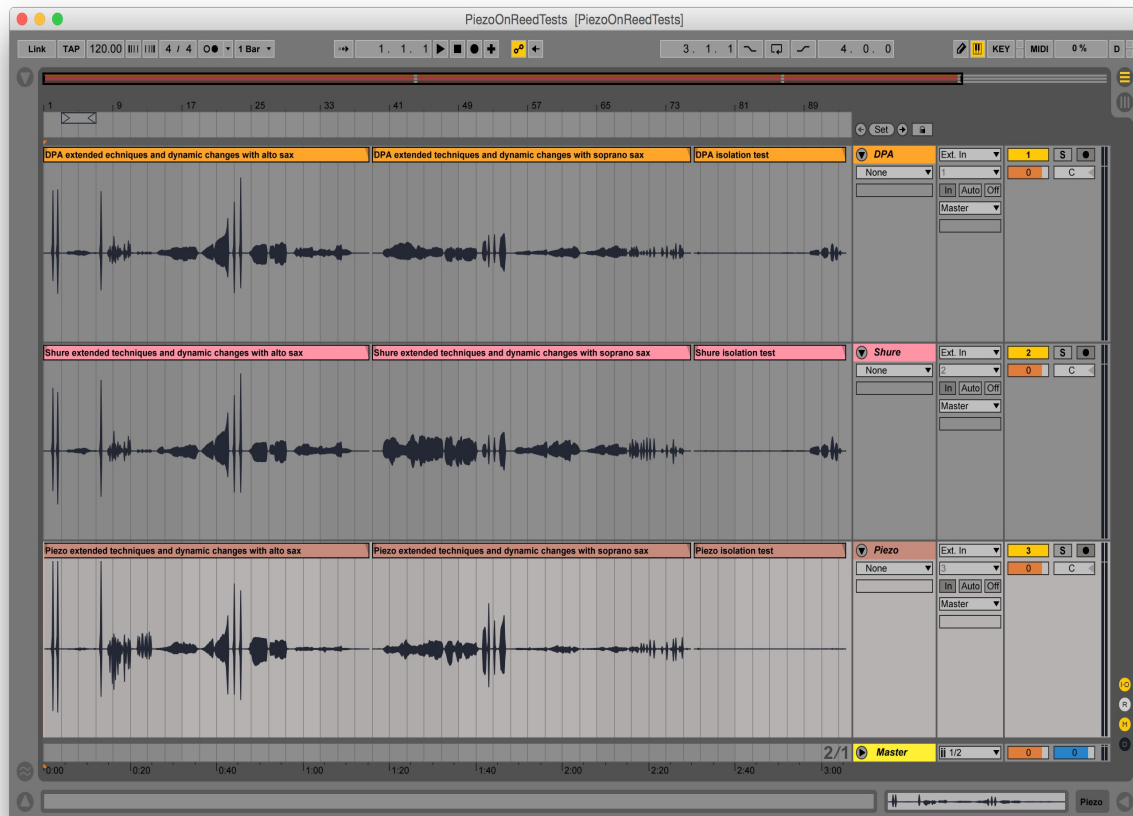 PiezoOnReedTests [PiezoOnReedTests]
Link TAP 120.00 4 / 4 1 Bar 1. 1. 1 3. 1. 1 4. 0. 0 KEY MIDI 0 % D
1 9 17 25 33 41 49 57 65 73 81 89
Set
DPA extended echniques and dynamic changes with alto sax DPA extended techniques and dynamic changes with soprano sax DPA isolation test DPA Ext. In 1 S
None 1 0 C
In Auto Off
Master
Shure extended techniques and dynamic changes with alto sax Shure extended techniques and dynamic changes with soprano sax Shure isolation test Shure Ext. In 2 S
None 2 0 C
In Auto Off
Master
Piezo extended techniques and dynamic changes with alto sax Piezo extended techniques and dynamic changes with soprano sax Piezo isolation test Piezo Ext. In 3 S
None 3 0 C
In Auto Off
Master
I·O
R
M
D
2/1 Master 1/2 0 0
0:00 0:20 0:40 1:00 1:20 1:40 2:00 2:20 2:40 3:00
Piezo